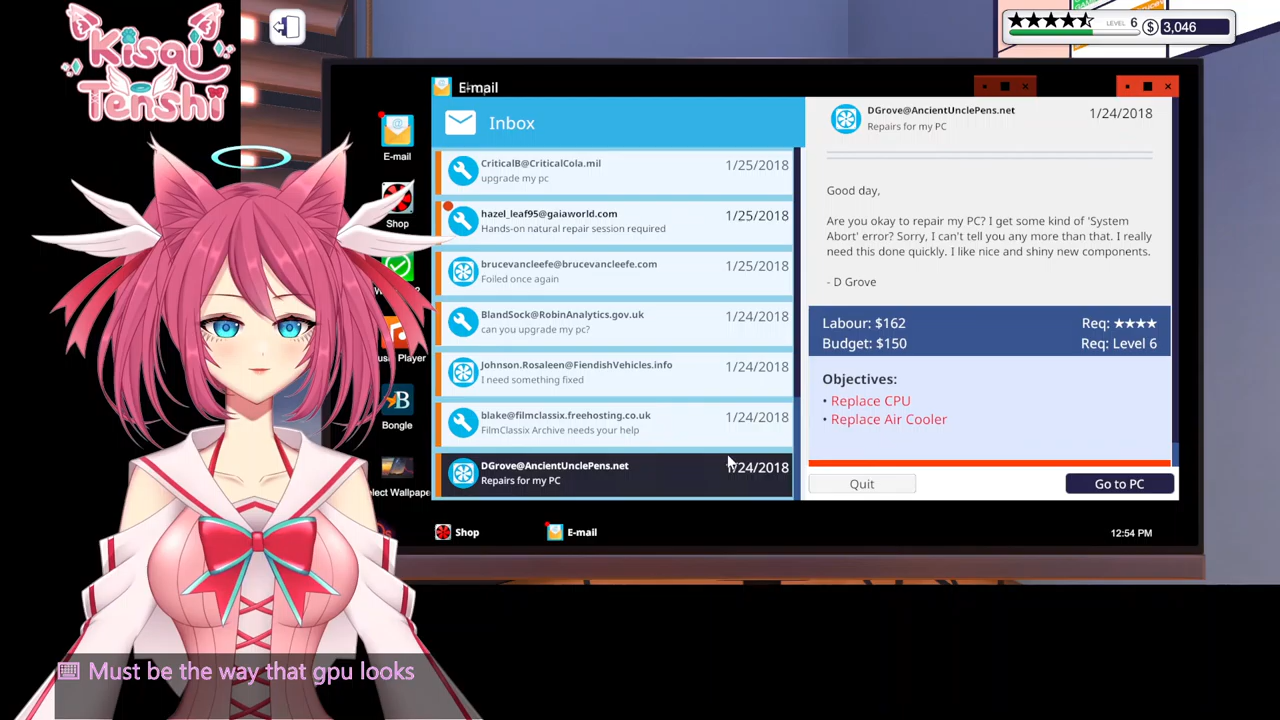 Kisai
Tenshi
LEVEL 6
$ 3,046
E-mail
Inbox
CriticalB@CriticalCola.mil 1/25/2018
upgrade my pc
hazel_leaf95@gaiaworld.com 1/25/2018
Hands-on natural repair session required
brucevancleefe@brucevancleefe.com 1/25/2018
Foiled once again
BlandSock@RobinAnalytics.gov.uk 1/24/2018
can you upgrade my pc?
Johnson.Rosaleen@FiendishVehicles.info 1/24/2018
I need something fixed
blake@filmclassix.freehosting.co.uk 1/24/2018
FilmClassix Archive needs your help
DGrove@AncientUnclePens.net 1/24/2018
Repairs for my PC
DGrove@AncientUnclePens.net 1/24/2018
Repairs for my PC
Good day,
Are you okay to repair my PC? I get some kind of 'System
Abort' error? Sorry, I can't tell you any more than that. I really
need this done quickly. I like nice and shiny new components.
- D Grove
Labour: $162 Req: ★★★★
Budget: $150 Req: Level 6
Objectives:
• Replace CPU
• Replace Air Cooler
Quit
Go to PC
E-mail
Shop
Player
Bongle
elect Wallpape
Shop
E-mail
12:54 PM
Must be the way that gpu looks